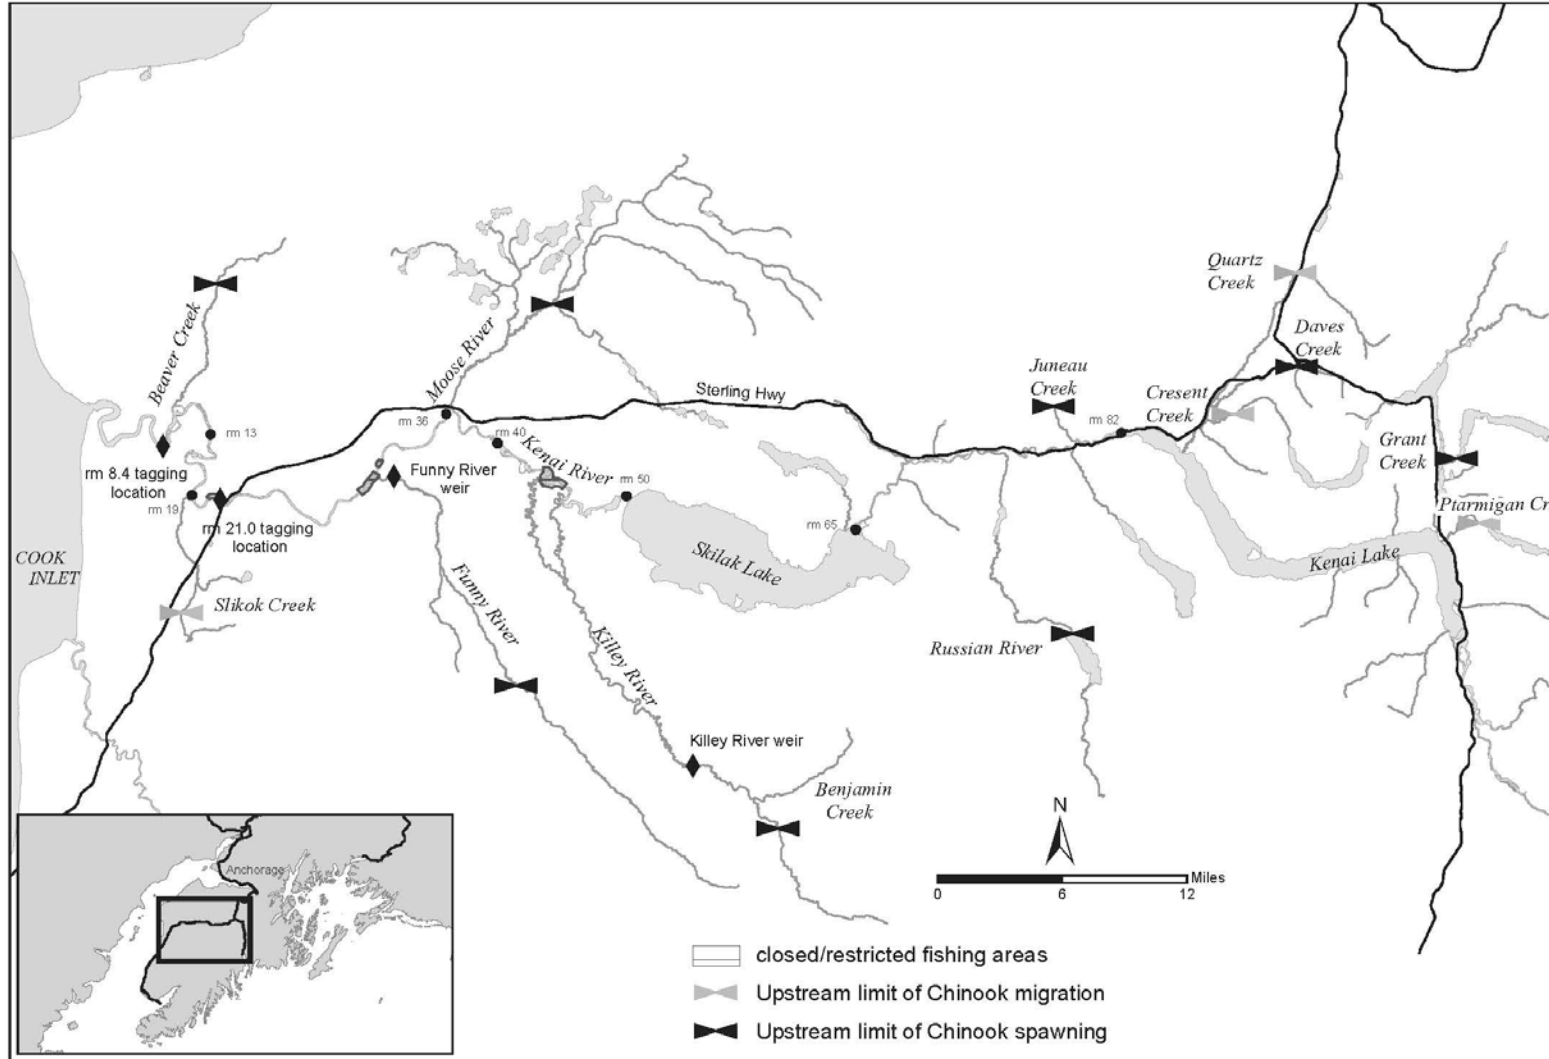 Quartz
Creek
Daves
Creek
Beaver Creek
Moose River
Juneau
Creek
Cresent
Creek
Sterling Hwy
rm 36
rm 82
rm 13
rm 40
Kenai River
Grant
Creek
rm 8.4 tagging
location
Funny River
weir
rm 50
rm 19
Ptarmigan Cr
rm 21.0 tagging
location
rm 65
COOK
INLET
Skilak Lake
Kenai Lake
Slikok Creek
Funny River
Killey River
Russian River
Killey River weir
Benjamin
Creek
N
Miles
0
6
12
Anchorage
closed/restricted fishing areas
Upstream limit of Chinook migration
Upstream limit of Chinook spawning